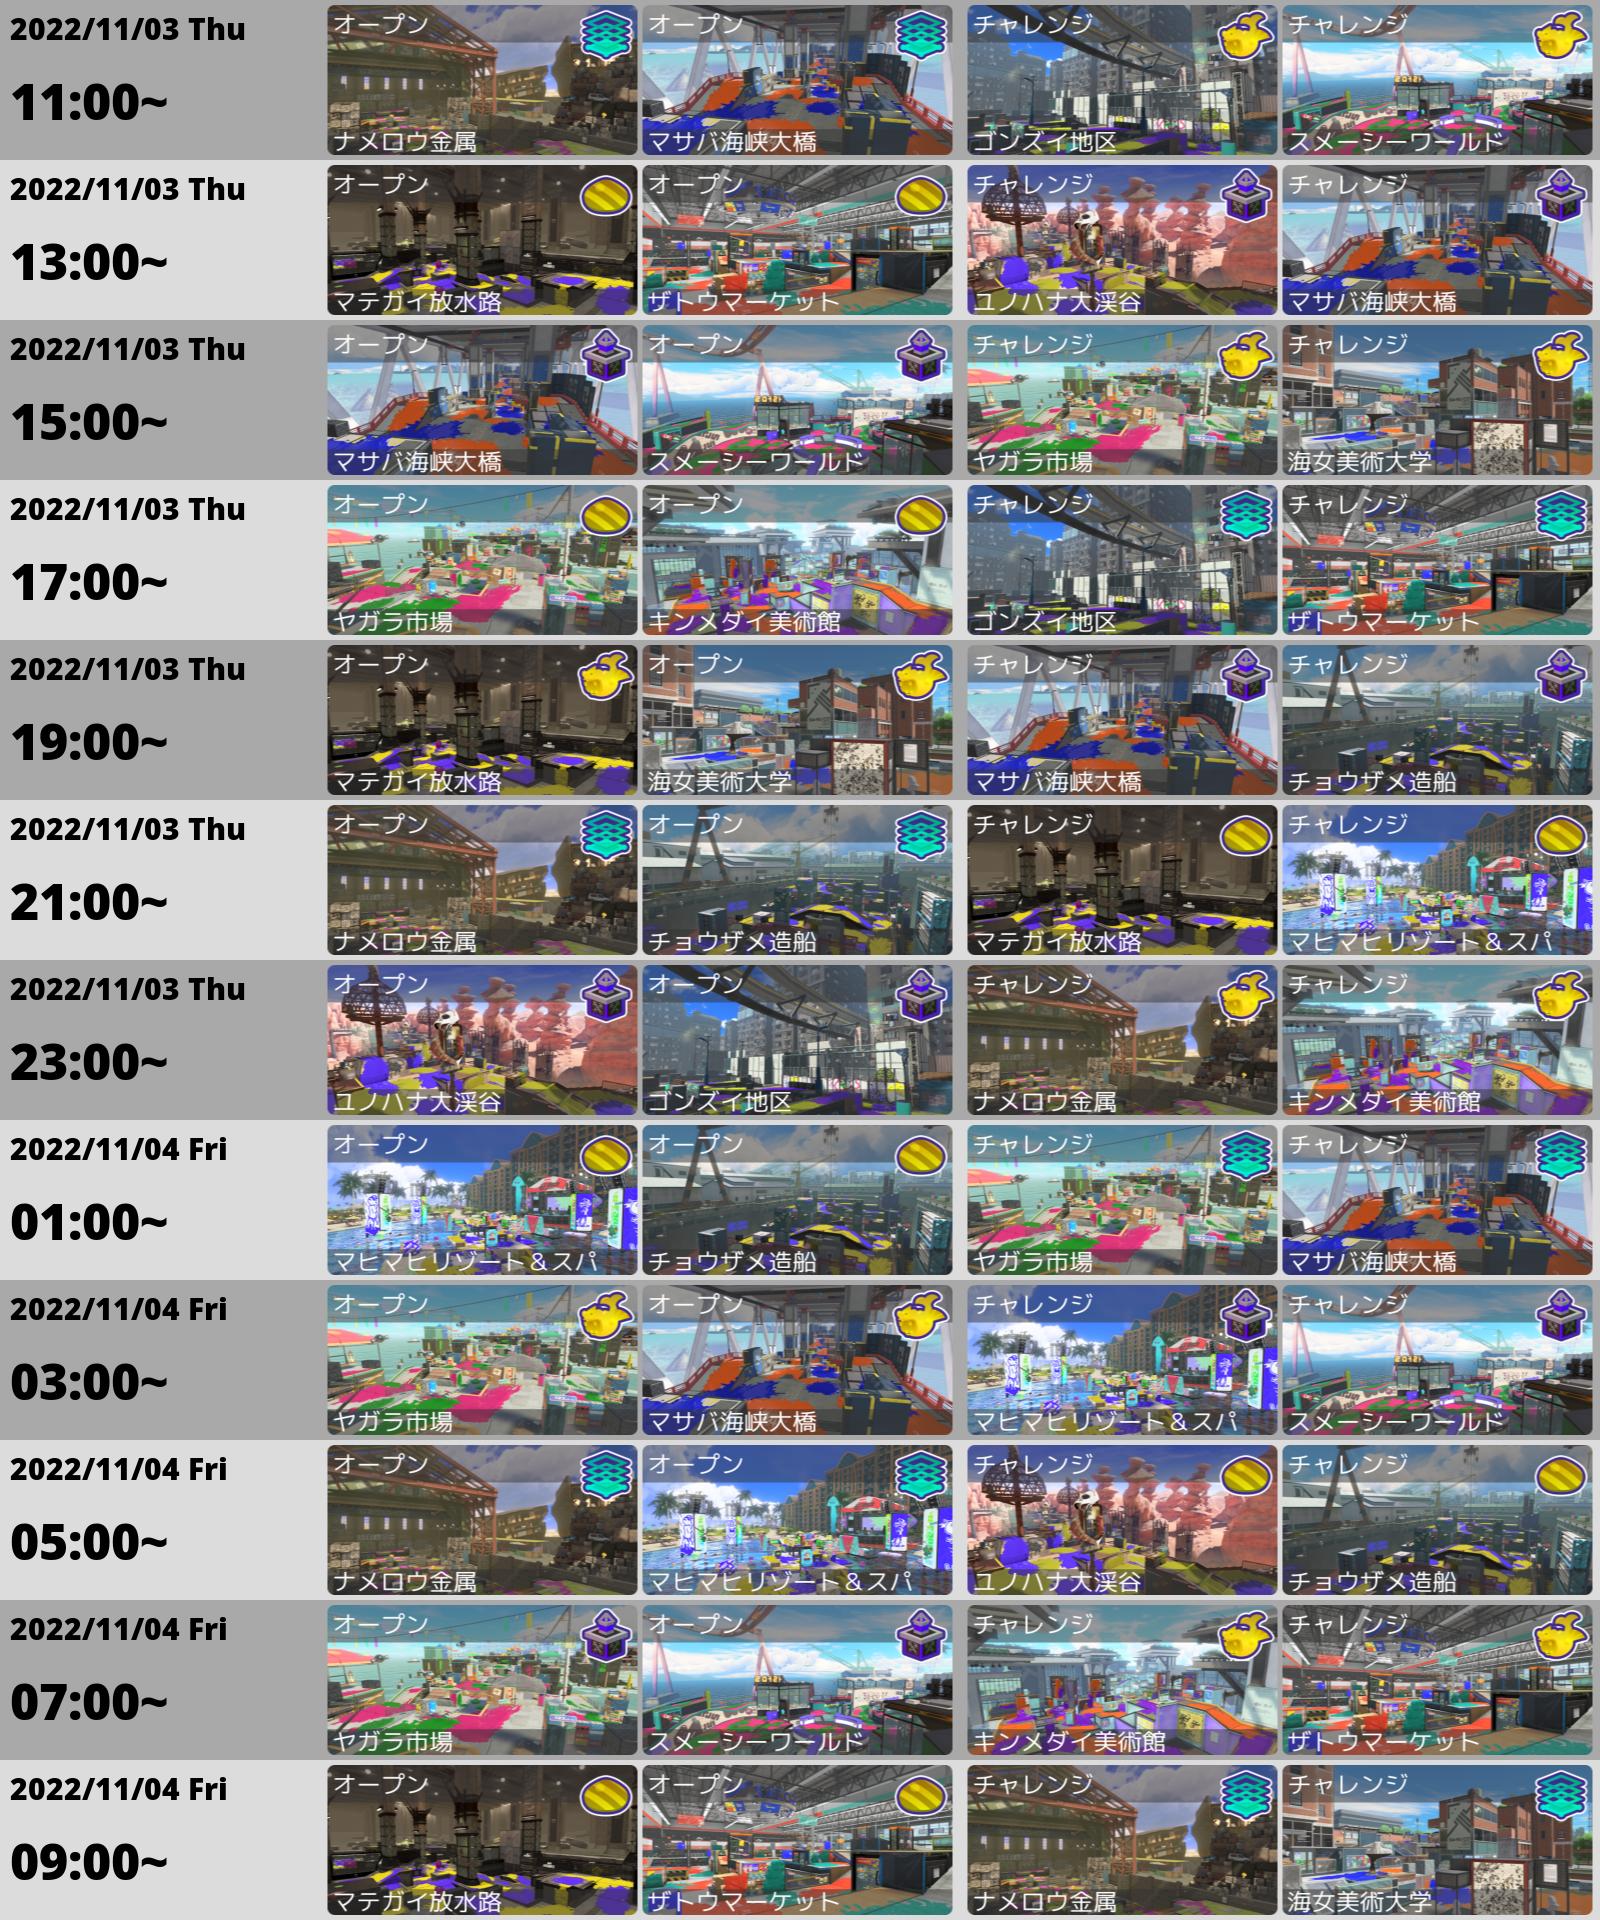 2022/11/03 Thu
11:00~
オープン
ナメロウ金属
オープン
マサバ海峡大橋
チャレンジ
ゴンズイ地区
チャレンジ
スメーシーワールド
2022/11/03 Thu
13:00~
オープン
マテガイ放水路
オープン
ザトウマーケット
チャレンジ
ユノハナ大渓谷
チャレンジ
マサバ海峡大橋
2022/11/03 Thu
15:00~
オープン
マサバ海峡大橋
オープン
スメーシーワールド
チャレンジ
ヤガラ市場
チャレンジ
海女美術大学
2022/11/03 Thu
17:00~
オープン
ヤガラ市場
オープン
キンメダイ美術館
チャレンジ
ゴンズイ地区
チャレンジ
ザトウマーケット
2022/11/03 Thu
19:00~
オープン
マテガイ放水路
オープン
海女美術大学
チャレンジ
マサバ海峡大橋
チャレンジ
チョウザメ造船
2022/11/03 Thu
21:00~
オープン
ナメロウ金属
オープン
チョウザメ造船
チャレンジ
マテガイ放水路
チャレンジ
マヒマヒリゾート＆スパ
2022/11/03 Thu
23:00~
オープン
ユノハナ大渓谷
オープン
ゴンズイ地区
チャレンジ
ナメロウ金属
チャレンジ
キンメダイ美術館
2022/11/04 Fri
01:00~
オープン
マヒマヒリゾート＆スパ
オープン
チョウザメ造船
チャレンジ
ヤガラ市場
チャレンジ
マサバ海峡大橋
2022/11/04 Fri
03:00~
オープン
ヤガラ市場
オープン
マサバ海峡大橋
チャレンジ
マヒマヒリゾート＆スパ
チャレンジ
スメーシーワールド
2022/11/04 Fri
05:00~
オープン
ナメロウ金属
オープン
マヒマヒリゾート＆スパ
チャレンジ
ユノハナ大渓谷
チャレンジ
チョウザメ造船
2022/11/04 Fri
07:00~
オープン
ヤガラ市場
オープン
スメーシーワールド
チャレンジ
キンメダイ美術館
チャレンジ
ザトウマーケット
2022/11/04 Fri
09:00~
オープン
マテガイ放水路
オープン
ザトウマーケット
チャレンジ
ナメロウ金属
チャレンジ
海女美術大学